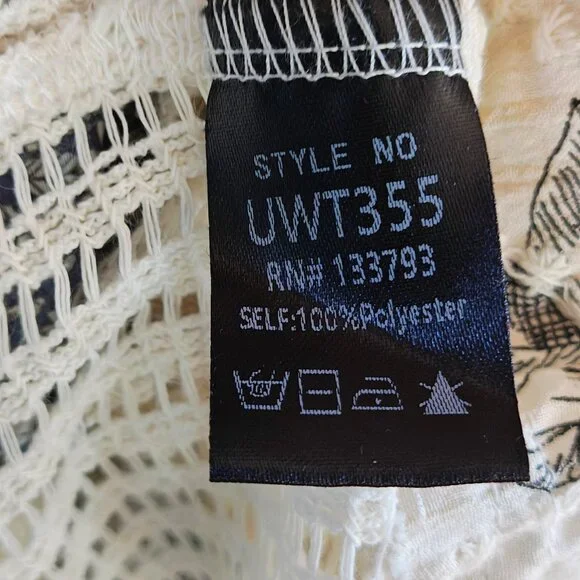 STYLE NO
UWT355
RN# 133793
SELF:100%Polyester